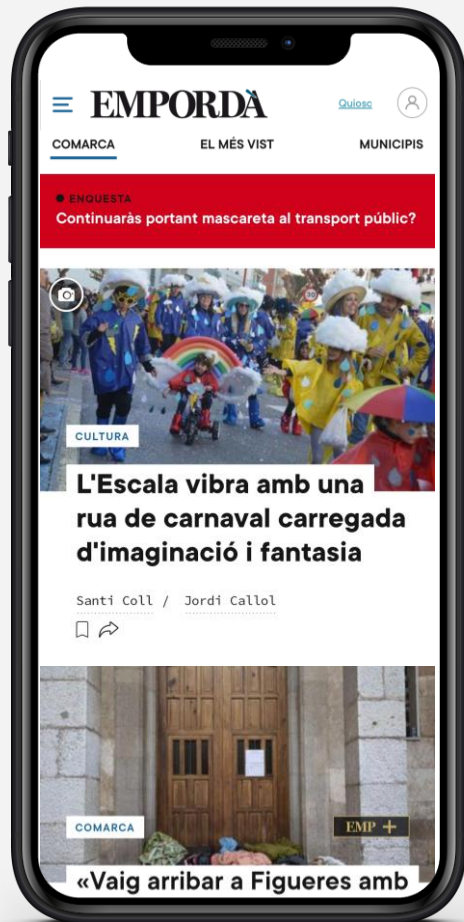 EMPORDÀ
Quiosc
COMARCA EL MÉS VIST MUNICIPIS
ENQUESTA
Continuaràs portant mascareta al transport públic?
30
CULTURA
L'Escala vibra amb una
rua de carnaval carregada
d'imaginació i fantasia
Santi Coll / Jordi Callol
COMARCA
EMP +
«Vaig arribar a Figueres amb